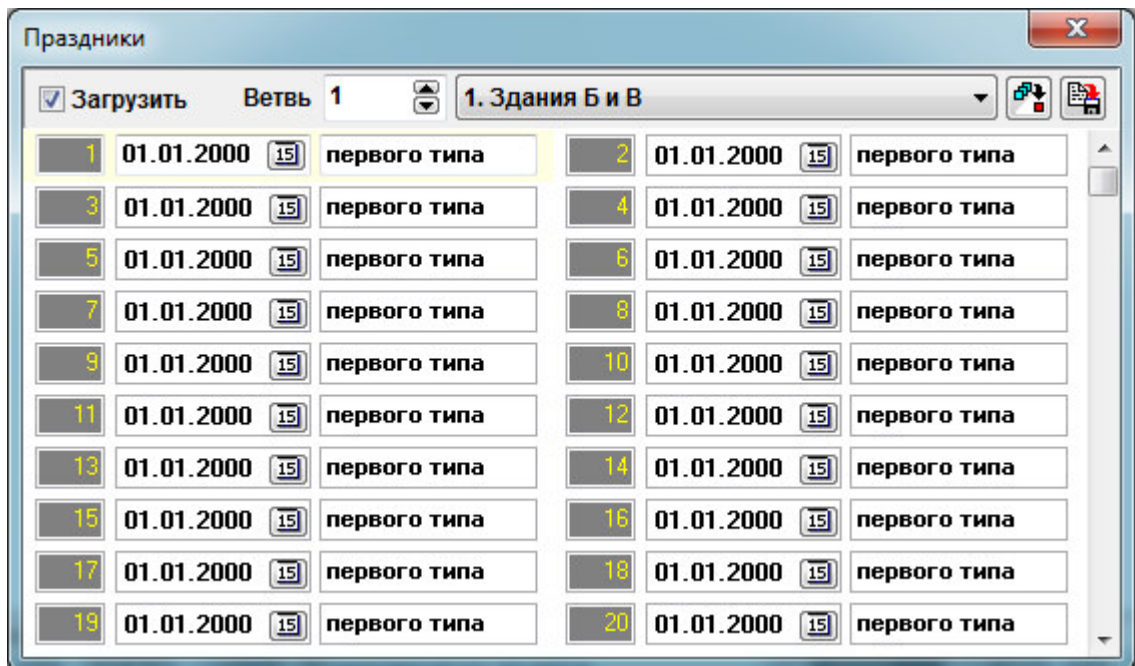 Праздники
Загрузить Ветвь 1 1. Здания Б и В
1 01.01.2000 15 первого типа 2 01.01.2000 15 первого типа
3 01.01.2000 15 первого типа 4 01.01.2000 15 первого типа
5 01.01.2000 15 первого типа 6 01.01.2000 15 первого типа
7 01.01.2000 15 первого типа 8 01.01.2000 15 первого типа
9 01.01.2000 15 первого типа 10 01.01.2000 15 первого типа
11 01.01.2000 15 первого типа 12 01.01.2000 15 первого типа
13 01.01.2000 15 первого типа 14 01.01.2000 15 первого типа
15 01.01.2000 15 первого типа 16 01.01.2000 15 первого типа
17 01.01.2000 15 первого типа 18 01.01.2000 15 первого типа
19 01.01.2000 15 первого типа 20 01.01.2000 15 первого типа